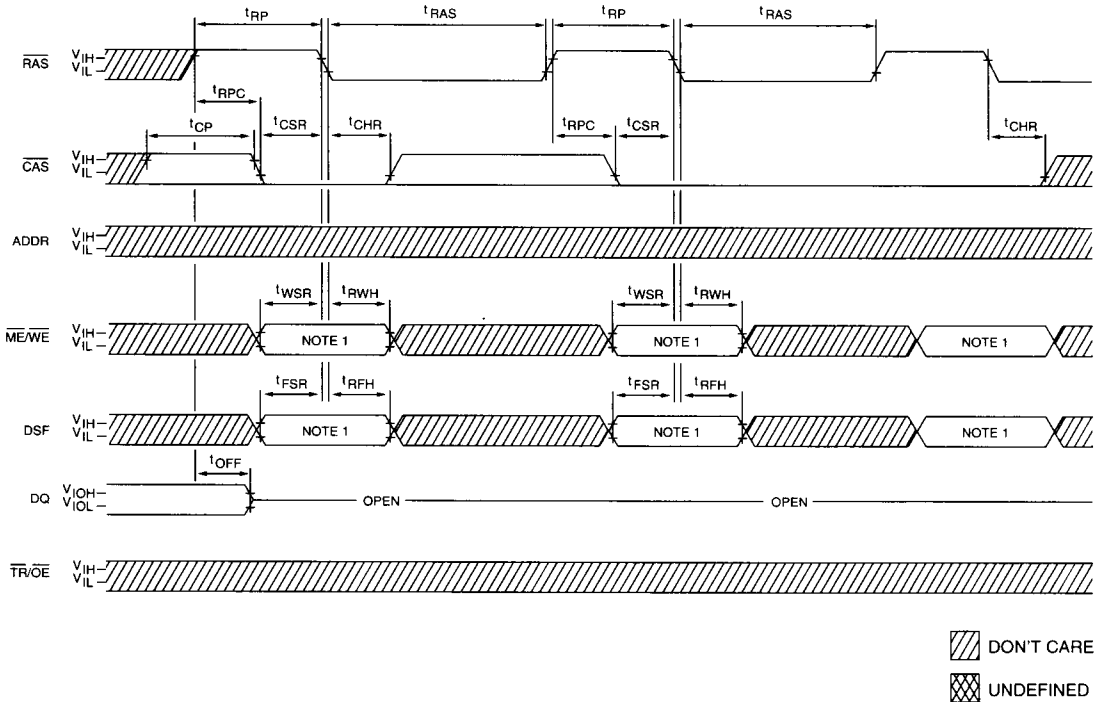 tRP tRAS tRP tRAS
RAS VIH VIL
tRPC
tCP tCSR tCHR tRPC tCSR tCHR
CAS VIH VIL
ADDR VIH VIL
tWSR tRWH tWSR tRWH
ME/WE VIH VIL NOTE 1 NOTE 1 NOTE 1
tFSR tRFH tFSR tRFH
DSF VIH VIL NOTE 1 NOTE 1 NOTE 1
tOFF
DQ VIOH VIOL OPEN OPEN
TR/OE VIH VIL
DON'T CARE
UNDEFINED